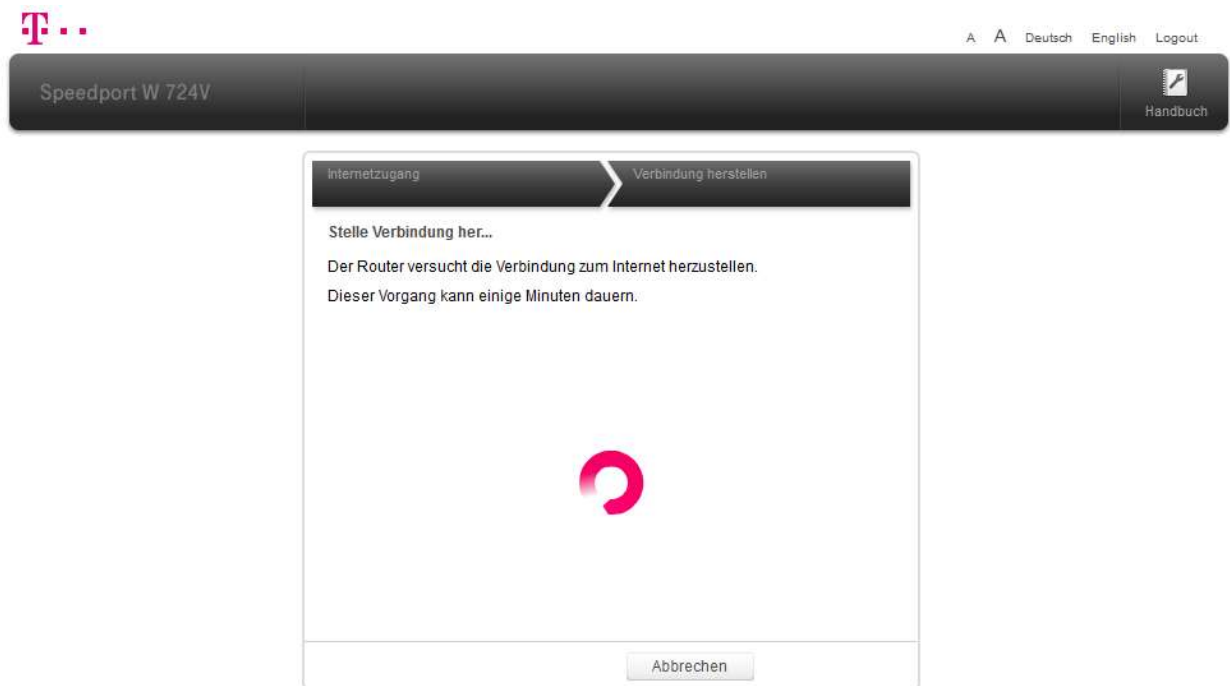 T
A A Deutsch English Logout
Speedport W 724V
Handbuch
Internetzugang Verbindung herstellen
Stelle Verbindung her...
Der Router versucht die Verbindung zum Internet herzustellen.
Dieser Vorgang kann einige Minuten dauern.
Abbrechen